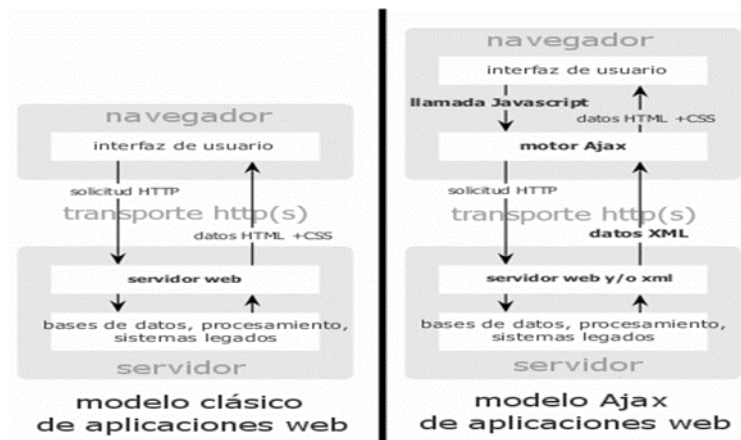 navegador
interfaz de usuario
solicitud HTTP
transporte http(s)
datos HTML +CSS
servidor web
bases de datos, procesamiento,
sistemas legados
servidor
modelo clásico
de aplicaciones web
navegador
interfaz de usuario
llamada Javascript
datos HTML +CSS
motor Ajax
solicitud HTTP
transporte http(s)
datos XML
servidor web y/o xml
bases de datos, procesamiento,
sistemas legados
servidor
modelo Ajax
de aplicaciones web